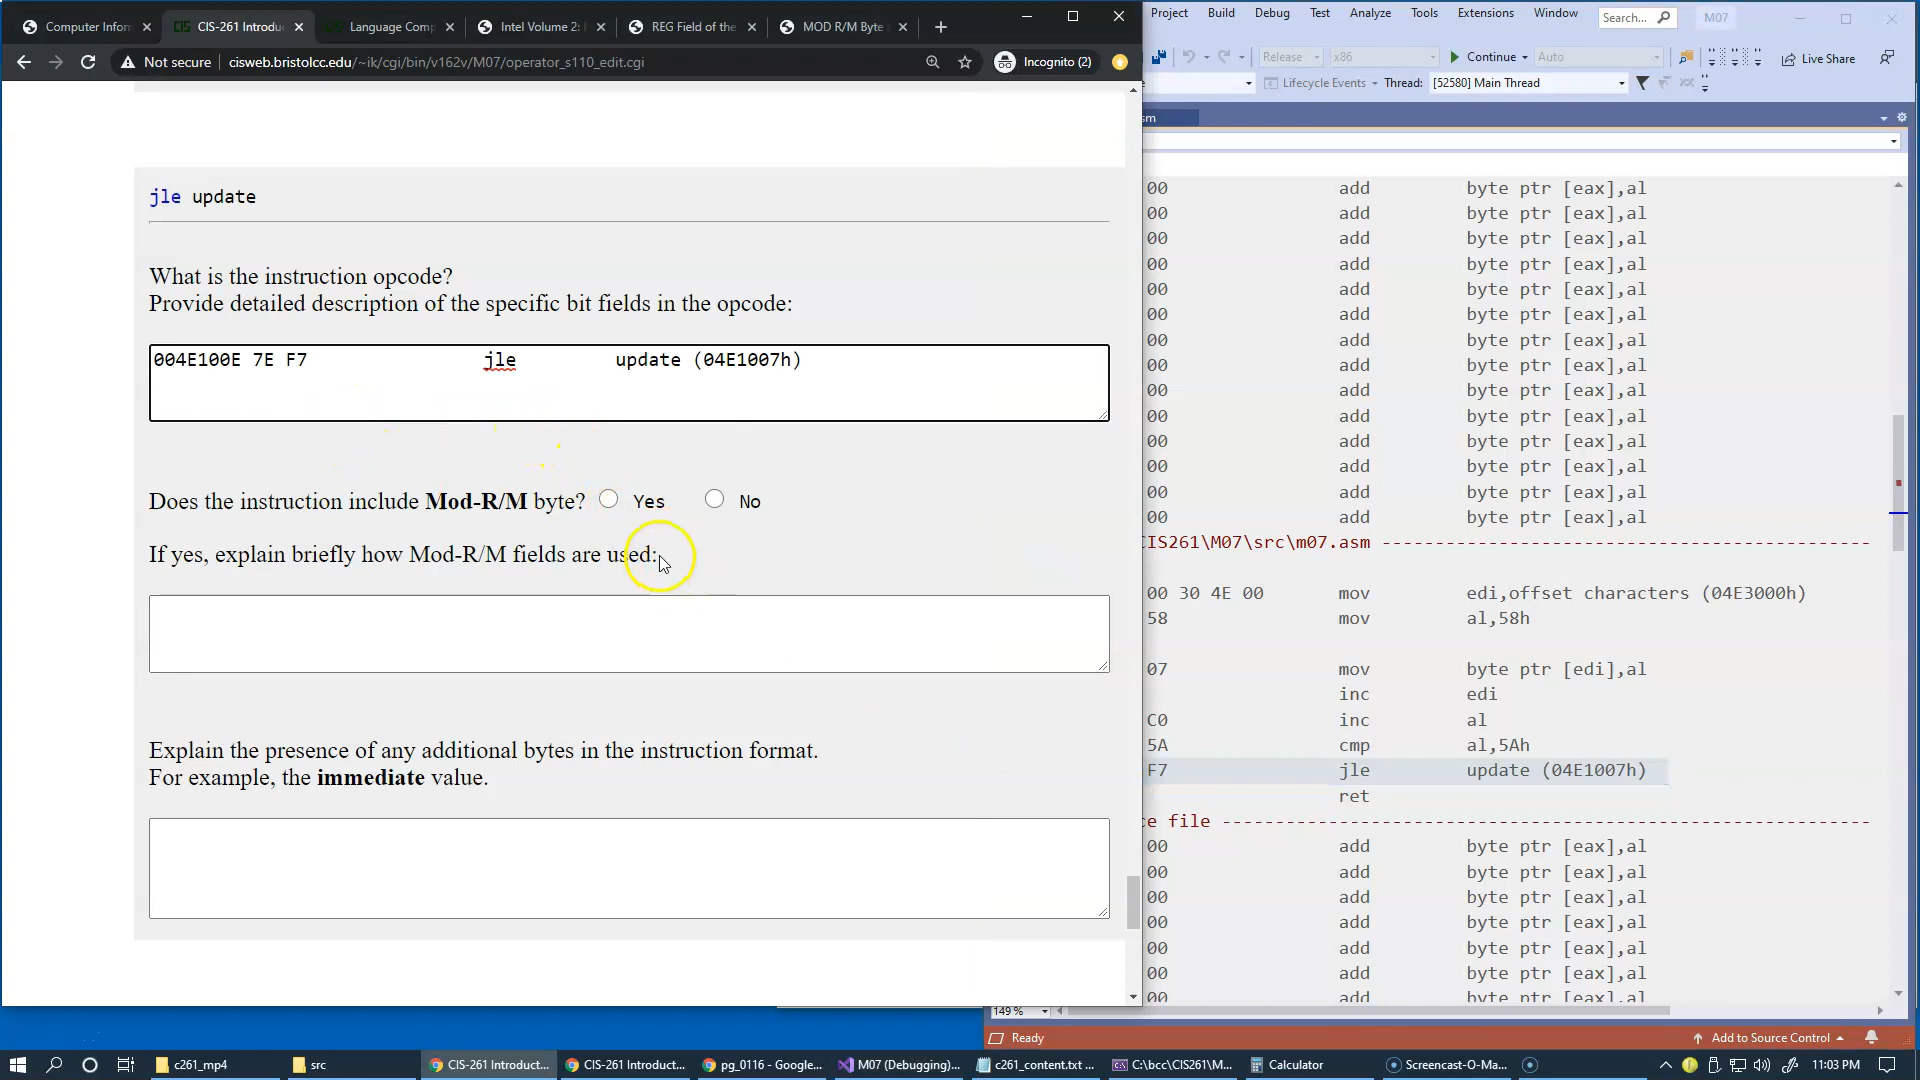 Computer Inform
CIS-261 Introdu
Language Comp
Intel Volume 2:
REG Field of the
MOD R/M Byte
Not secure
cisweb.bristolcc.edu/~ik/cgi/bin/v162v/M07/operator_s110_edit.cgi
Incognito (2)
jle update
What is the instruction opcode?
Provide detailed description of the specific bit fields in the opcode:
004E100E 7E F7 jle update (04E1007h)
Does the instruction include Mod-R/M byte? Yes No
If yes, explain briefly how Mod-R/M fields are used:
Explain the presence of any additional bytes in the instruction format.
For example, the immediate value.
Project Build Debug Test Analyze Tools Extensions Window Search... M07
Release x86 Continue Auto Live Share
Lifecycle Events Thread: [52580] Main Thread
sm
00 add byte ptr [eax],al
00 add byte ptr [eax],al
00 add byte ptr [eax],al
00 add byte ptr [eax],al
00 add byte ptr [eax],al
00 add byte ptr [eax],al
00 add byte ptr [eax],al
00 add byte ptr [eax],al
00 add byte ptr [eax],al
00 add byte ptr [eax],al
00 add byte ptr [eax],al
00 add byte ptr [eax],al
00 add byte ptr [eax],al
00 add byte ptr [eax],al
CIS261\M07\src\m07.asm
00 30 4E 00 mov edi,offset characters (04E3000h)
58 mov al,58h
07 mov byte ptr [edi],al
inc edi
C0 inc al
5A cmp al,5Ah
F7 jle update (04E1007h)
ret
ce file
00 add byte ptr [eax],al
00 add byte ptr [eax],al
00 add byte ptr [eax],al
00 add byte ptr [eax],al
00 add byte ptr [eax],al
00 add byte ptr [eax],al
00 add byte ptr [eax],al
149 %
Ready
Add to Source Control
c261_mp4
src
CIS-261 Introduct...
CIS-261 Introduct...
pg_0116 - Google...
M07 (Debugging)...
c261_content.txt ...
C:\bcc\CIS261\M...
Calculator
Screencast-O-Ma...
11:03 PM